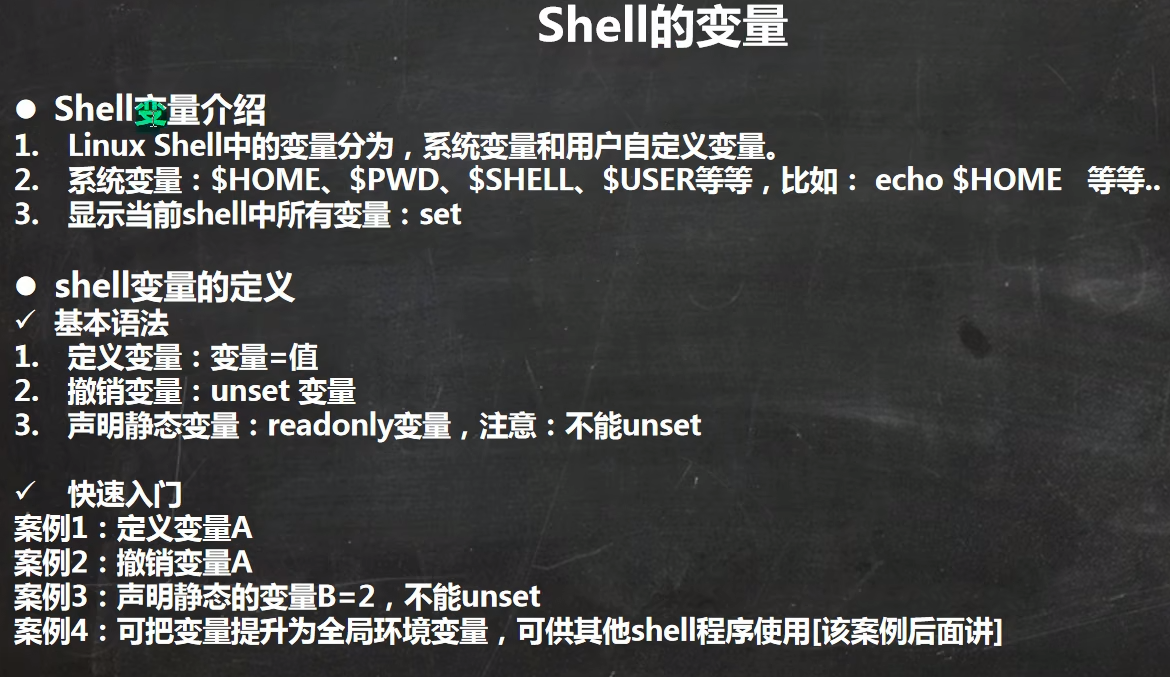 Shell的变量
● Shell变量介绍
1. Linux Shell中的变量分为，系统变量和用户自定义变量。
2. 系统变量：$HOME、$PWD、$SHELL、$USER等等，比如： echo $HOME 等等..
3. 显示当前shell中所有变量：set
● shell变量的定义
✓ 基本语法
1. 定义变量：变量=值
2. 撤销变量：unset 变量
3. 声明静态变量：readonly变量，注意：不能unset
✓ 快速入门
案例1：定义变量A
案例2：撤销变量A
案例3：声明静态的变量B=2，不能unset
案例4：可把变量提升为全局环境变量，可供其他shell程序使用[该案例后面讲]